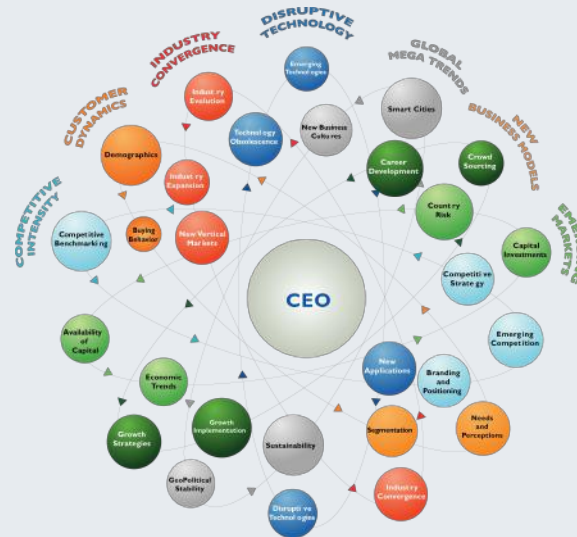 DISRUPTIVE
TECHNOLOGY
INDUSTRY
CONVERGENCE
GLOBAL
MEGA TRENDS
CUSTOMER
DYNAMICS
NEW
BUSINESS MODELS
COMPETITIVE
INTENSITY
EMERGING
MARKETS
Emerging
Technologies
Industry
Evolution
Smart Cities
Technology
Obsolescence
New Business
Cultures
Demographics
Career
Development
Crowd
Sourcing
Industry
Expansion
Country
Risk
Competitive
Benchmarking
Buying
Behavior
New Vertical
Markets
Capital
Investments
Competitive
Strategy
CEO
Availability
of
Capital
Emerging
Competition
New
Applications
Economic
Trends
Branding
and
Positioning
Growth
Strategies
Growth
Implementation
Sustainability
Segmentation
Needs
and
Perceptions
GeoPolitical
Stability
Industry
Convergence
Disruptive
Technologies